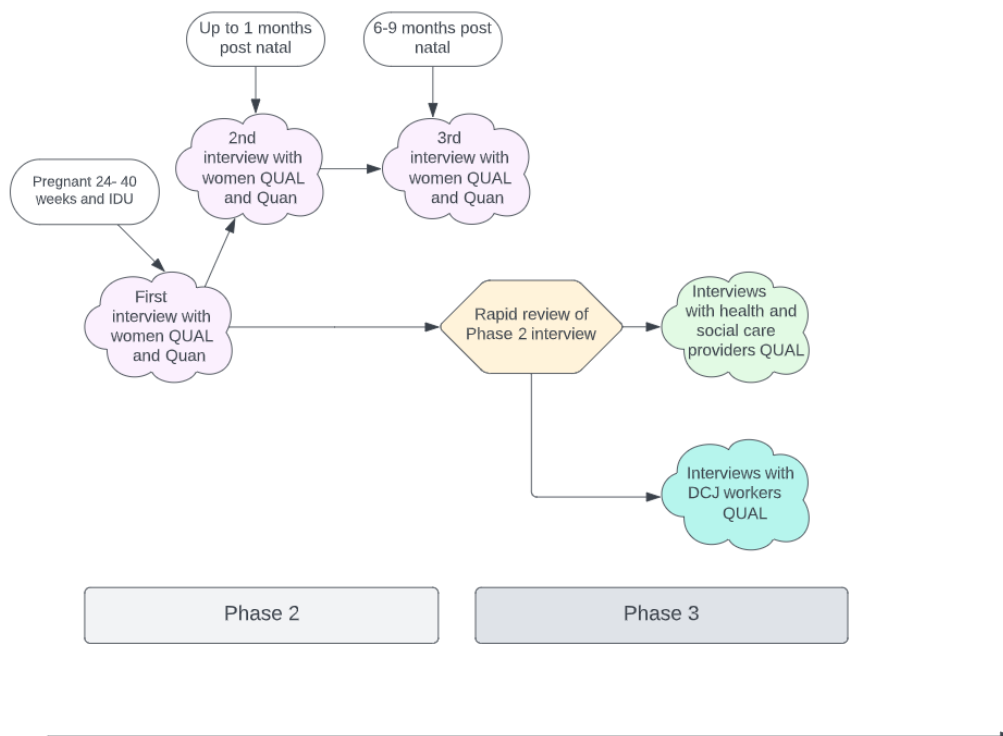 Up to 1 months
post natal
6-9 months post
natal
2nd
interview with
women QUAL
and Quan
3rd
interview with
women QUAL
and Quan
Pregnant 24- 40
weeks and IDU
First
interview with
women QUAL
and Quan
Rapid review of
Phase 2 interview
Interviews
with health and
social care
providers QUAL
Interviews with
DCJ workers
QUAL
Phase 2
Phase 3